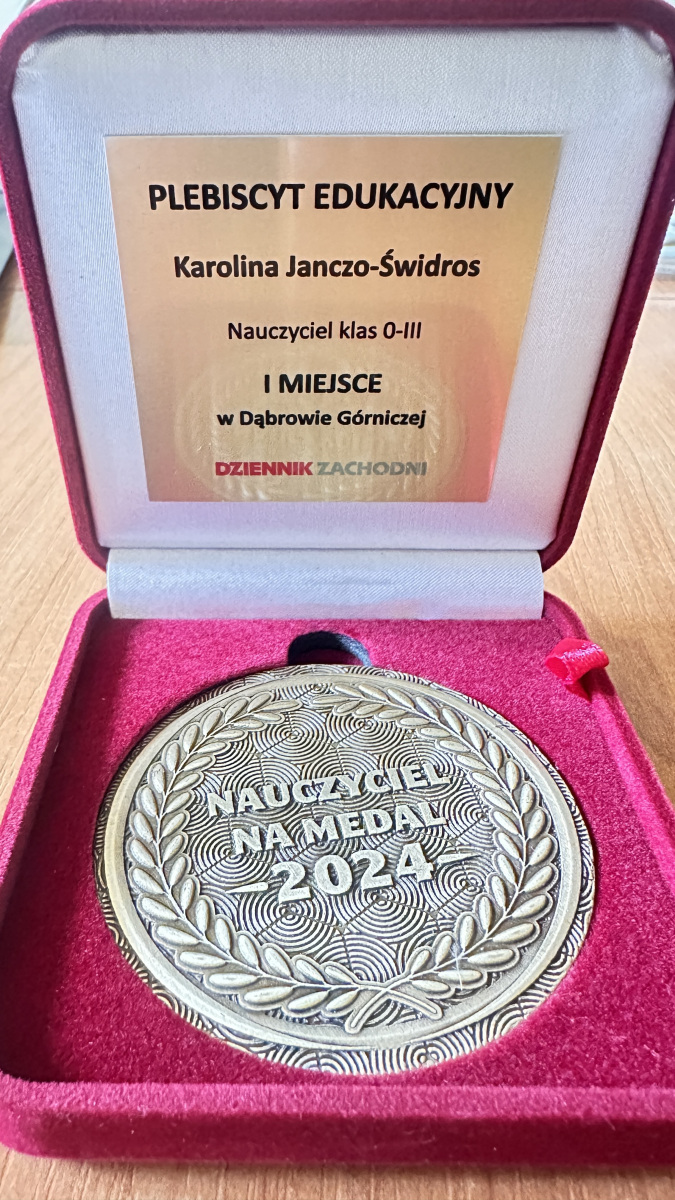 PLEBISCYT EDUKACYJNY
Karolina Janczo-Świdros
Nauczyciel klas 0-III
I MIEJSCE
w Dąbrowie Górniczej
DZIENNIK ZACHODNI
NAUCZYCIEL
NA MEDAL
-2024-